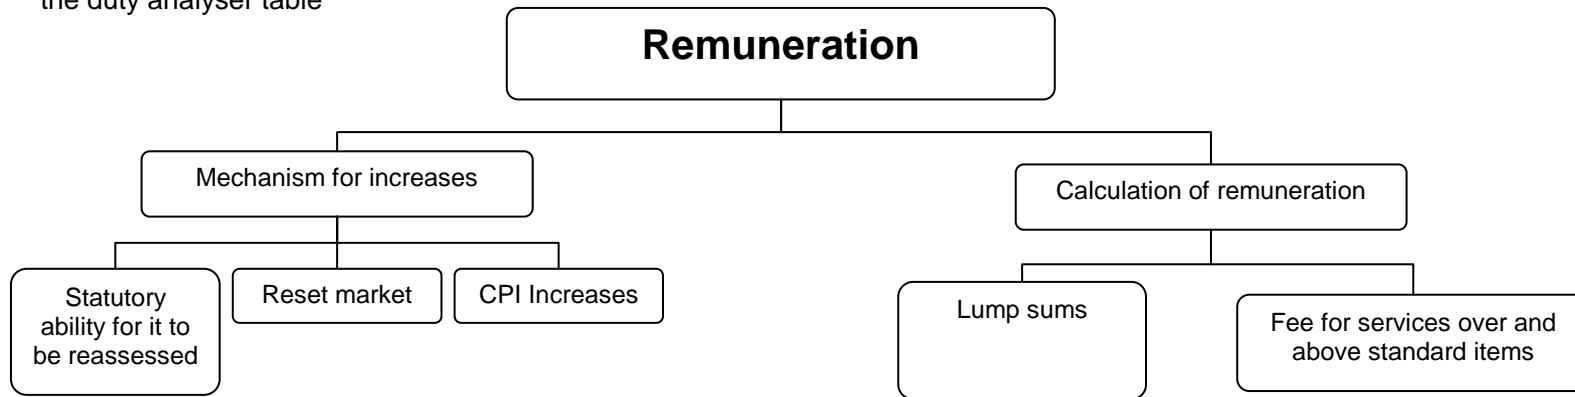 the duty analyser table
Remuneration
Mechanism for increases
Calculation of remuneration
Statutory
ability for it to
be reassessed
Reset market
CPI Increases
Lump sums
Fee for services over and
above standard items